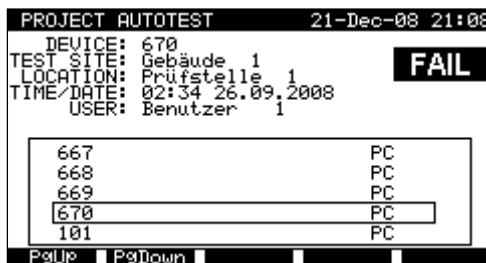 PROJECT AUTOTEST 21-Dec-08 21:08
DEVICE: 670
TEST SITE: Gebäude 1
LOCATION: Prüfstelle 1
TIME/DATE: 02:34 26.09.2008
USER: Benutzer 1
FAIL
667 PC
668 PC
669 PC
670 PC
101 PC
PgUp PgDown